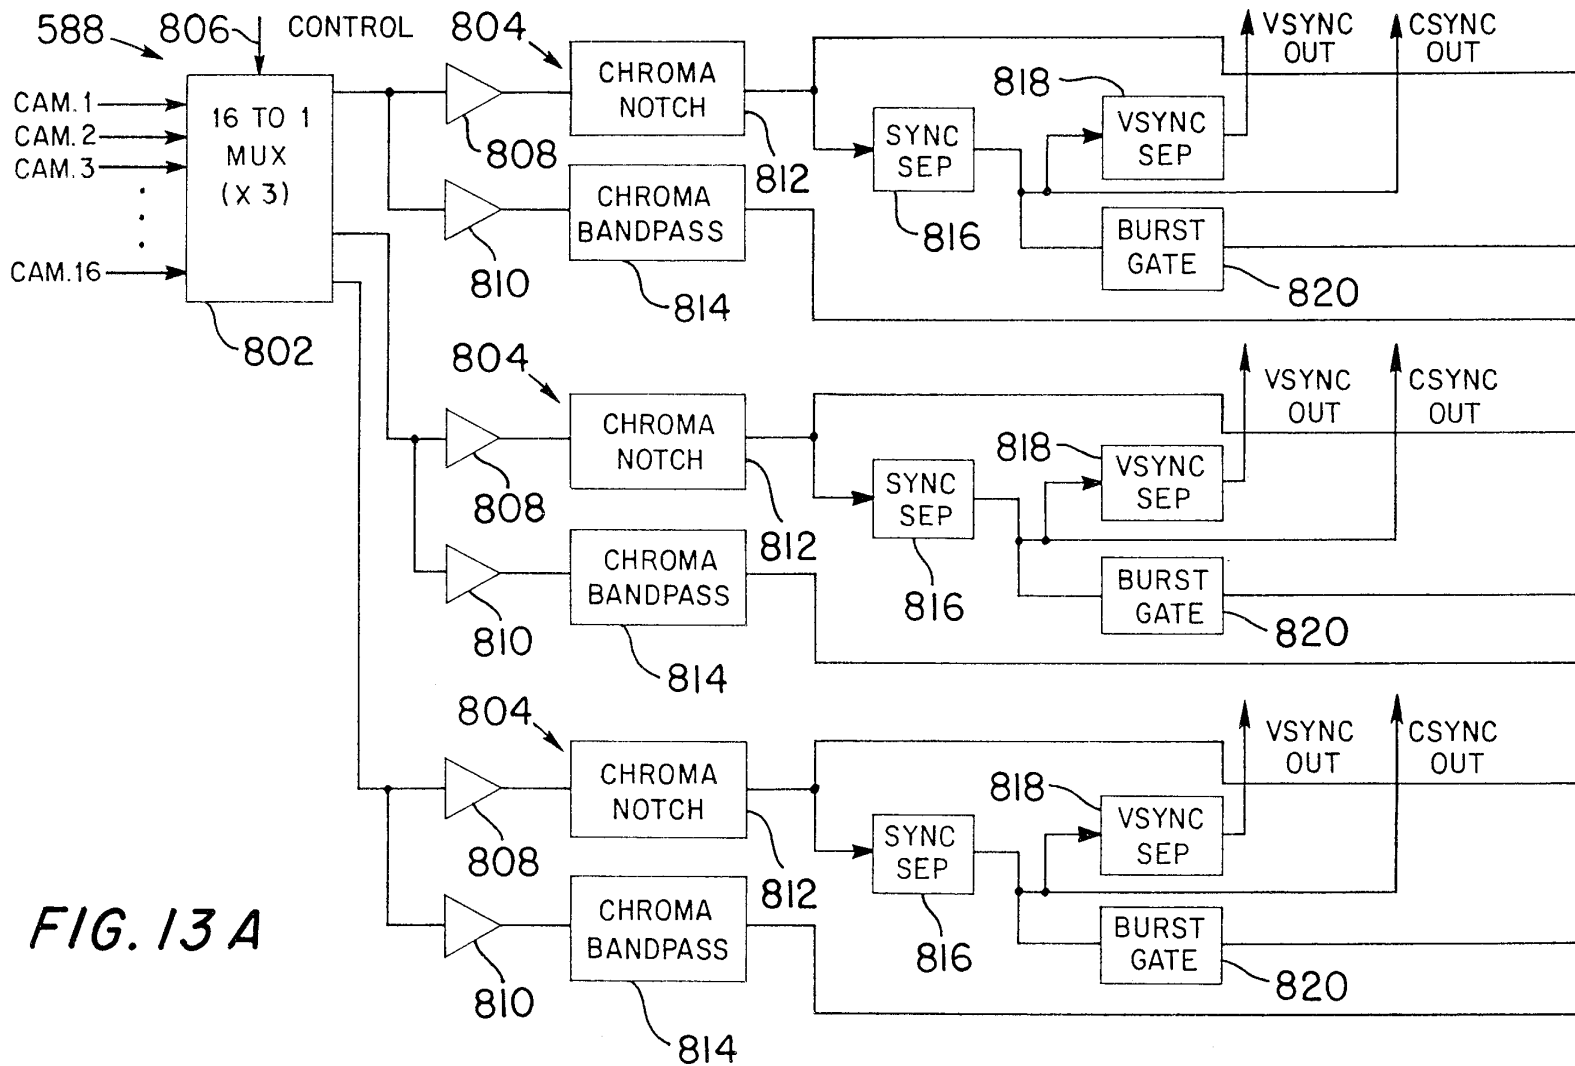 588
806
CONTROL
804
VSYNC
OUT
CSYNC
OUT
CAM. 1
CAM. 2
CAM. 3
CAM. 16
16 TO 1
MUX
(X 3)
802
808
810
CHROMA
NOTCH
812
CHROMA
BANDPASS
814
SYNC
SEP
816
818
VSYNC
SEP
BURST
GATE
820
804
VSYNC
OUT
CSYNC
OUT
808
810
CHROMA
NOTCH
812
CHROMA
BANDPASS
814
SYNC
SEP
816
818
VSYNC
SEP
BURST
GATE
820
804
VSYNC
OUT
CSYNC
OUT
808
810
CHROMA
NOTCH
812
CHROMA
BANDPASS
814
SYNC
SEP
816
818
VSYNC
SEP
BURST
GATE
820
FIG. 13A